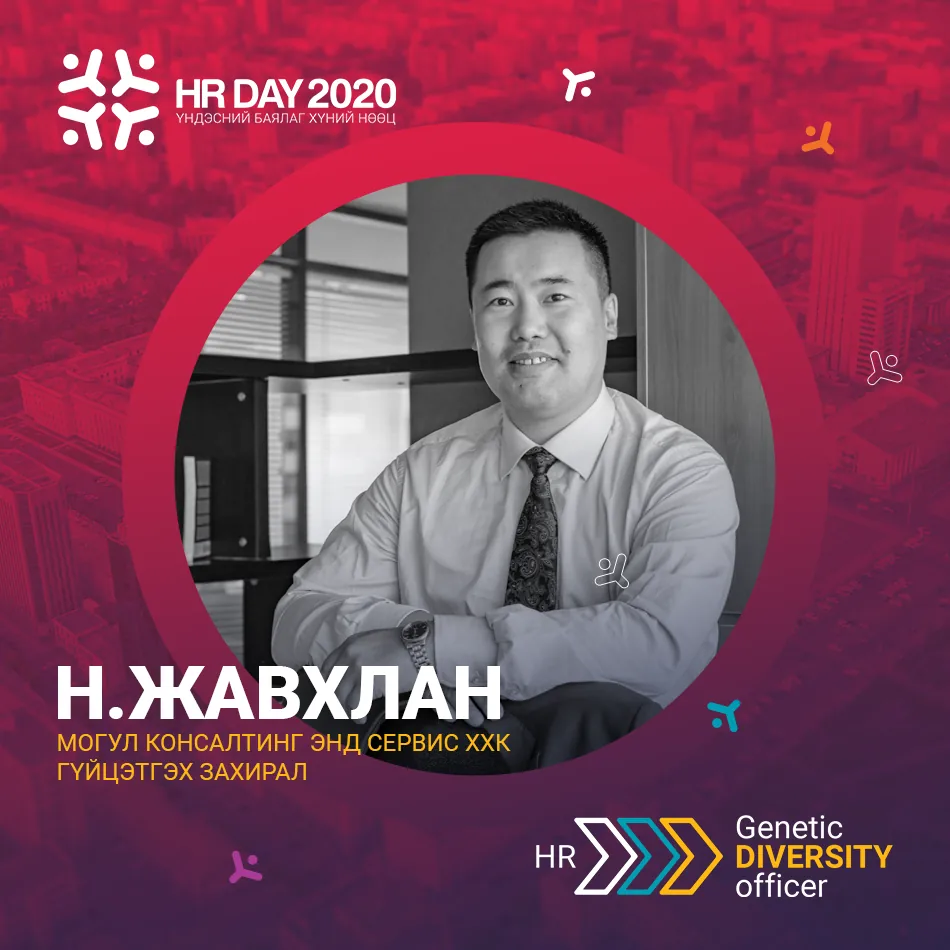 HR DAY 2020
ҮНДЭСНИЙ БАЯЛАГ ХҮНИЙ НӨӨЦ
Н.ЖАВХЛАН
МОГУЛ КОНСАЛТИНГ ЭНД СЕРВИС ХХК
ГҮЙЦЭТГЭХ ЗАХИРАЛ
HR
Genetic
DIVERSITY
officer